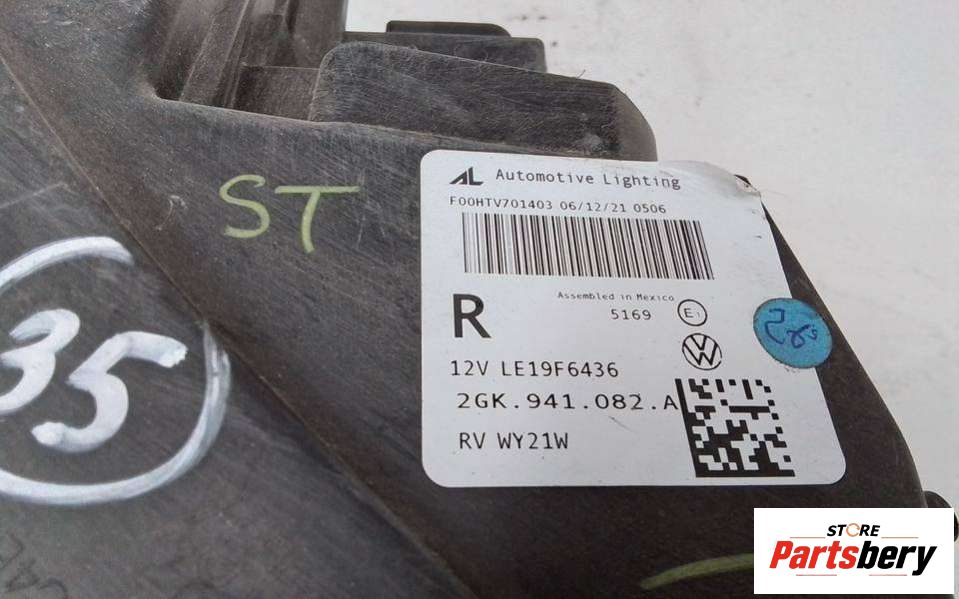 ST
35
AL Automotive Lighting
F00HTV701403 06/12/21 0506
Assembled in Mexico
R
5169 E1
12V LE19F6436
2GK.941.082.A
RV WY21W
STORE
Partsbery